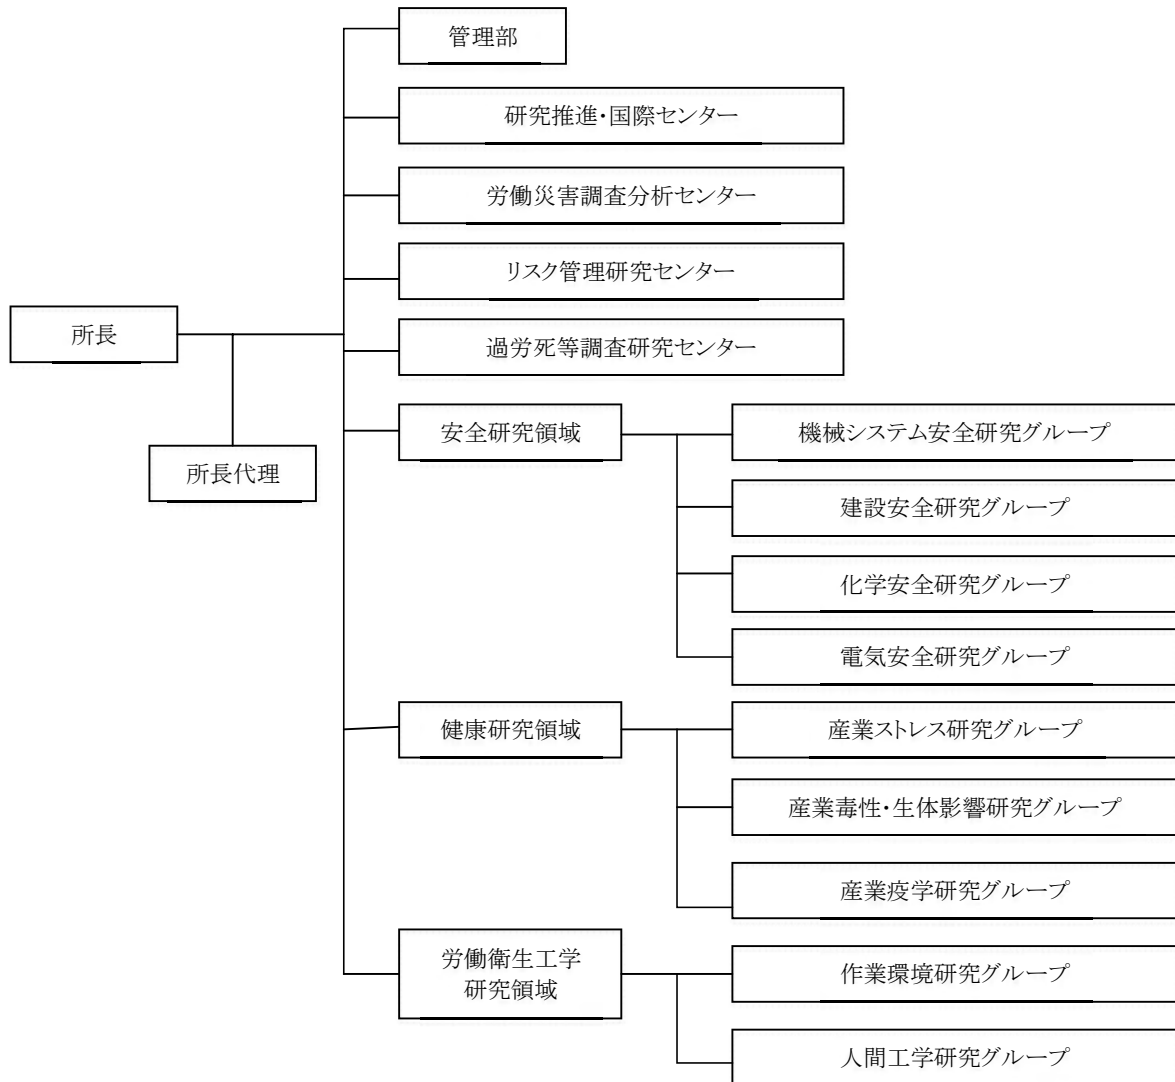 管理部
研究推進・国際センター
労働災害調査分析センター
リスク管理研究センター
所長
過労死等調査研究センター
安全研究領域
機械システム安全研究グループ
所長代理
建設安全研究グループ
化学安全研究グループ
電気安全研究グループ
健康研究領域
産業ストレス研究グループ
産業毒性・生体影響研究グループ
産業疫学研究グループ
労働衛生工学
研究領域
作業環境研究グループ
人間工学研究グループ